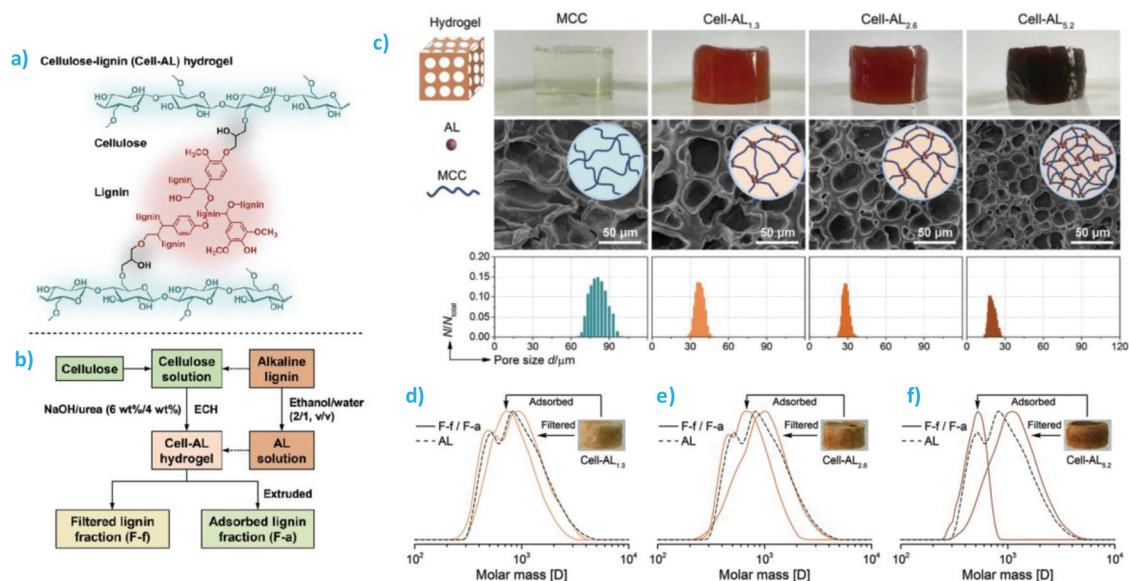 a)
Cellulose-lignin (Cell-AL) hydrogel
Cellulose
Lignin
HO
OH
O
H₃CO
lignin
HO
lignin
O-lignin
lignin
lignin
OCH₃
H₃CO
OH
OH
b)
Cellulose
Cellulose solution
Alkaline lignin
NaOH/urea (6 wt%/4 wt%)
ECH
Ethanol/water (2/1, v/v)
Cell-AL hydrogel
AL solution
Extruded
Filtered lignin fraction (F-f)
Adsorbed lignin fraction (F-a)
c)
Hydrogel
MCC
Cell-AL₁.₃
Cell-AL₂.₆
Cell-AL₅.₂
AL
MCC
50 μm
50 μm
50 μm
50 μm
N/Ntotal
0.20
0.15
0.10
0.05
0.00
0 30 60 90
0 30 60 90
0 30 60 90
0 30 60 90 120
Pore size d/μm
d)
Adsorbed
F-f / F-a
AL
Filtered
Cell-AL₁.₃
10² 10³ 10⁴
Molar mass [D]
e)
Adsorbed
F-f / F-a
AL
Filtered
Cell-AL₂.₆
10² 10³ 10⁴
Molar mass [D]
f)
Adsorbed
F-f / F-a
AL
Filtered
Cell-AL₅.₂
10² 10³ 10⁴
Molar mass [D]